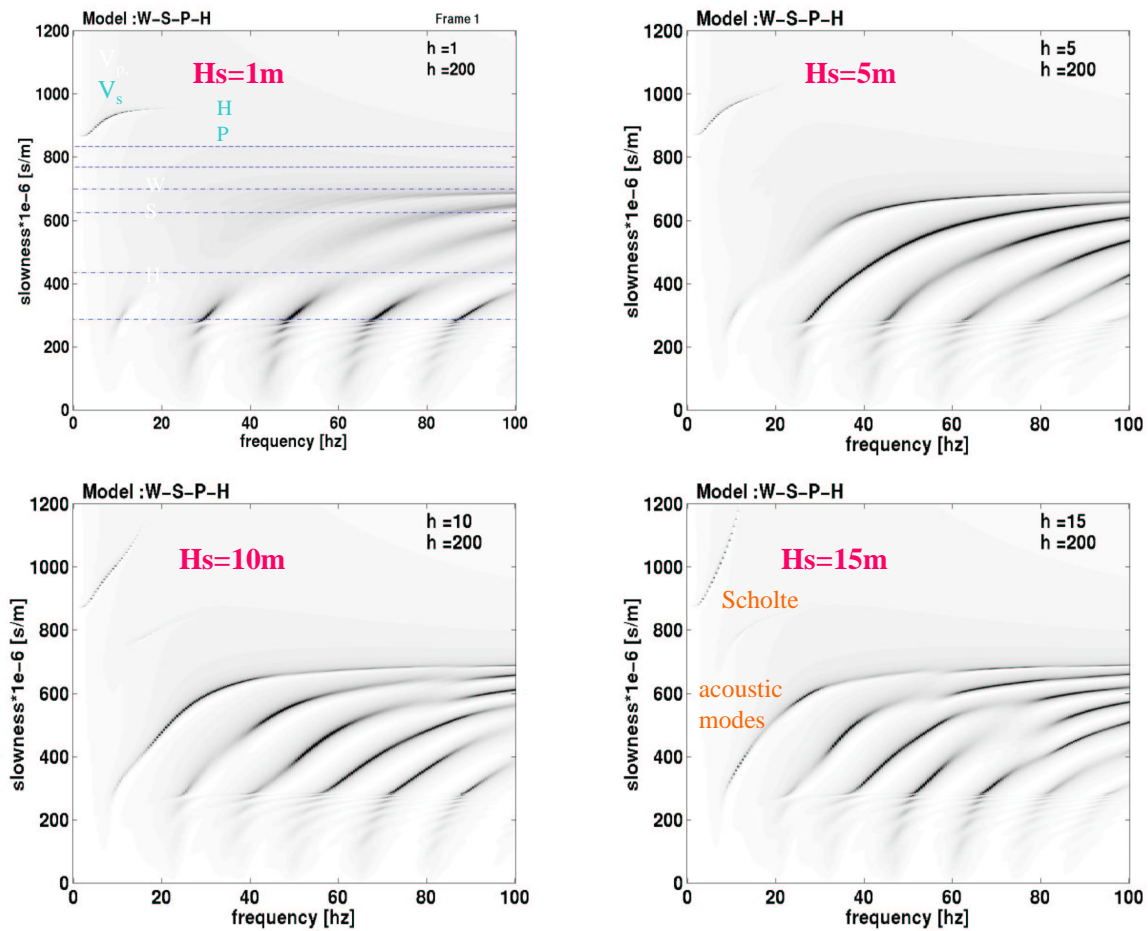 Model :W-S-P-H
Frame 1
h =1
h =200
Hs=1m
Vp.
Vs
H
P
W
S
H
1200
1000
800
600
400
200
0
slowness*1e-6 [s/m]
0 20 40 60 80 100
frequency [hz]
Model :W-S-P-H
h =5
h =200
Hs=5m
1200
1000
800
600
400
200
0
slowness*1e-6 [s/m]
0 20 40 60 80 100
frequency [hz]
Model :W-S-P-H
h =10
h =200
Hs=10m
1200
1000
800
600
400
200
0
slowness*1e-6 [s/m]
0 20 40 60 80 100
frequency [hz]
Model :W-S-P-H
h =15
h =200
Hs=15m
Scholte
acoustic
modes
1200
1000
800
600
400
200
0
slowness*1e-6 [s/m]
0 20 40 60 80 100
frequency [hz]